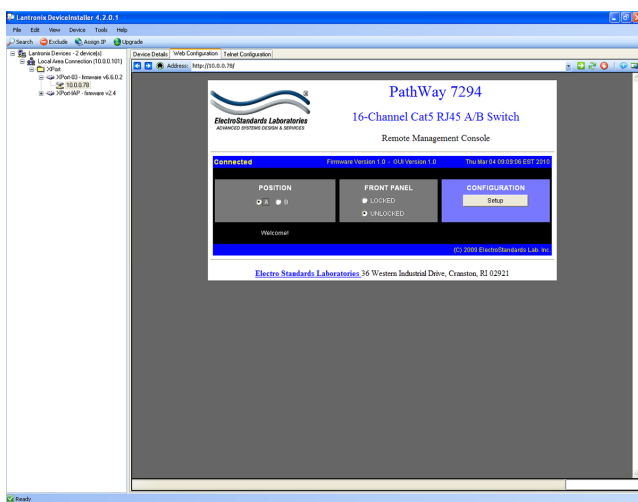 Lantronix DeviceInstaller 4.2.0.1
File Edit View Device Tools Help
Search Exclude Assign IP Upgrade
Lantronix Devices - 2 device(s)
Local Area Connection (10.0.0.101)
XPort
XPort-03 - firmware v6.6.0.2
10.0.0.78
XPort-IAP - firmware v2.4
Device Details Web Configuration Telnet Configuration
Address: http://10.0.0.78/
ElectroStandards Laboratories
ADVANCED SYSTEMS DESIGN & SERVICES
PathWay 7294
16-Channel Cat5 RJ45 A/B Switch
Remote Management Console
Connected Firmware Version 1.0 - GUI Version 1.0 Thu Mar 04 09:09:06 EST 2010
POSITION
A B
FRONT PANEL
LOCKED
UNLOCKED
CONFIGURATION
Setup
Welcome!
(C) 2009 ElectroStandards Lab. Inc.
Electro Standards Laboratories 36 Western Industrial Drive, Cranston, RI 02921
Ready